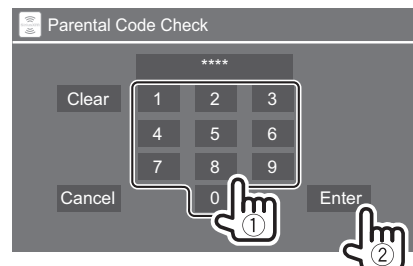 Parental Code Check
****
Clear 1 2 3
4 5 6
7 8 9
Cancel 0 Enter
①
②